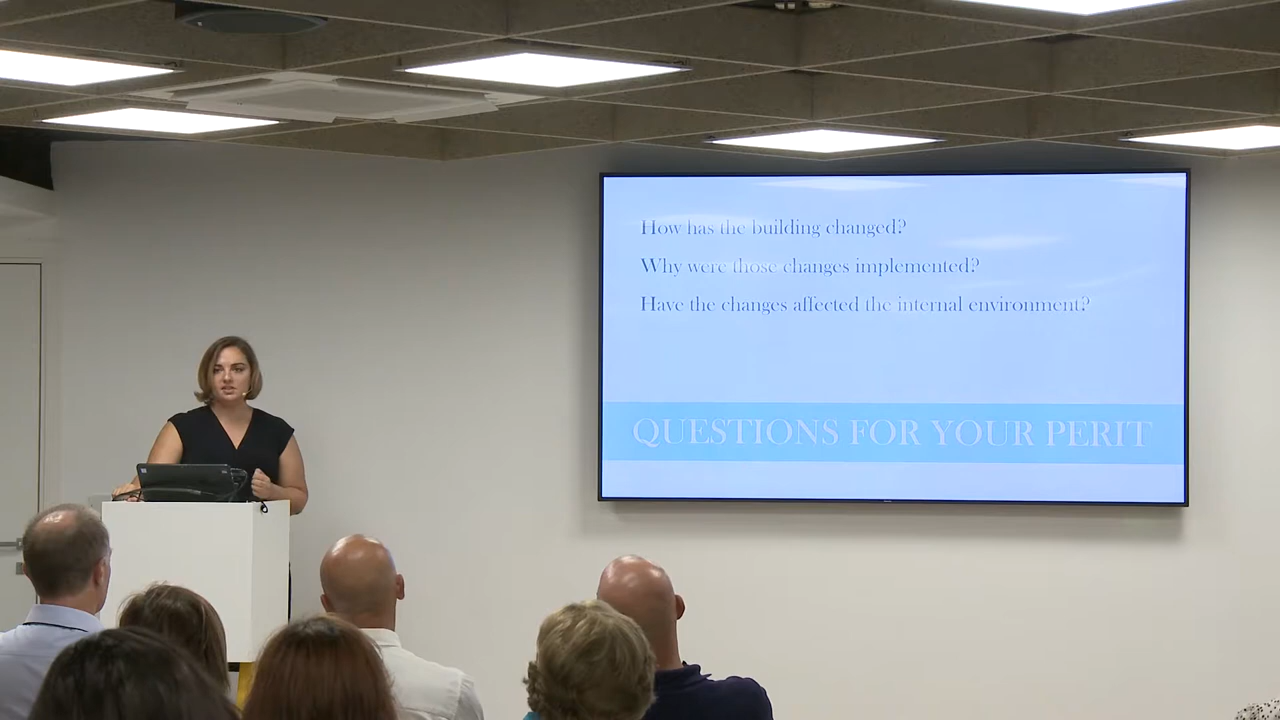 How has the building changed?
Why were those changes implemented?
Have the changes affected the internal environment?
QUESTIONS FOR YOUR PERIT